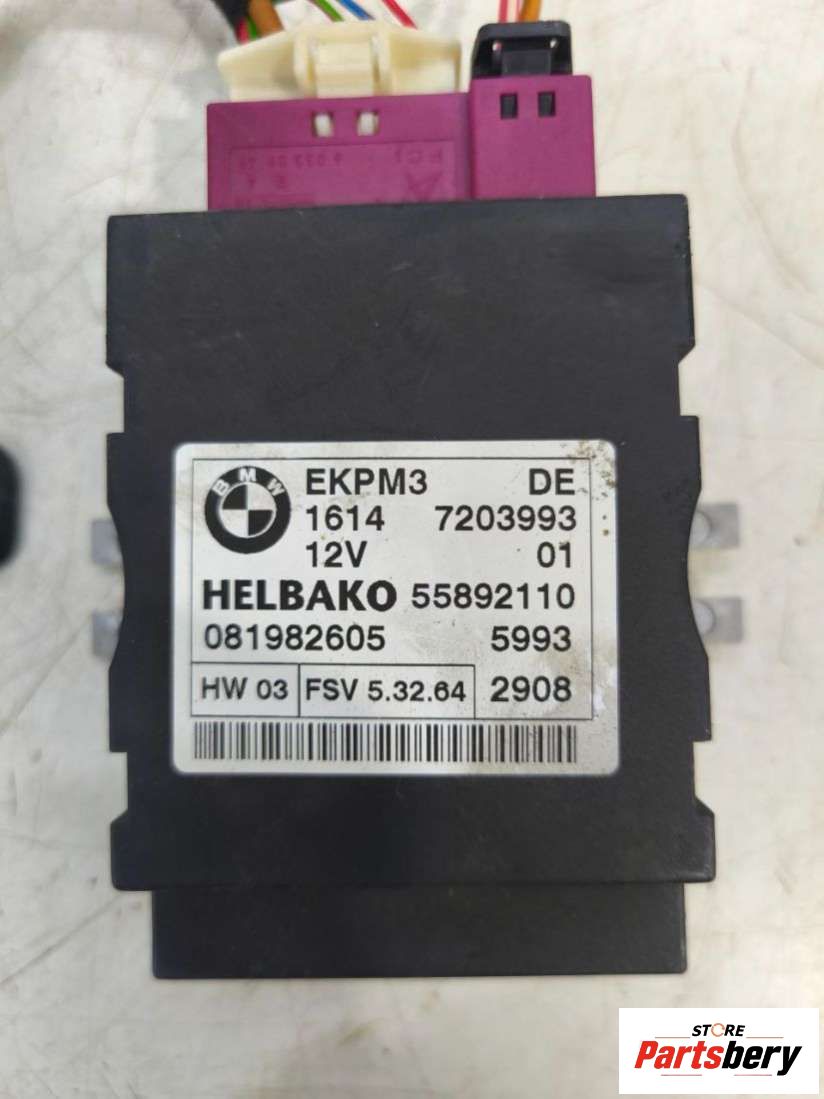 BMW
EKPM3 DE
1614 7203993
12V 01
HELBAKO 55892110
081982605 5993
HW 03 FSV 5.32.64 2908
STORE
Partsbery